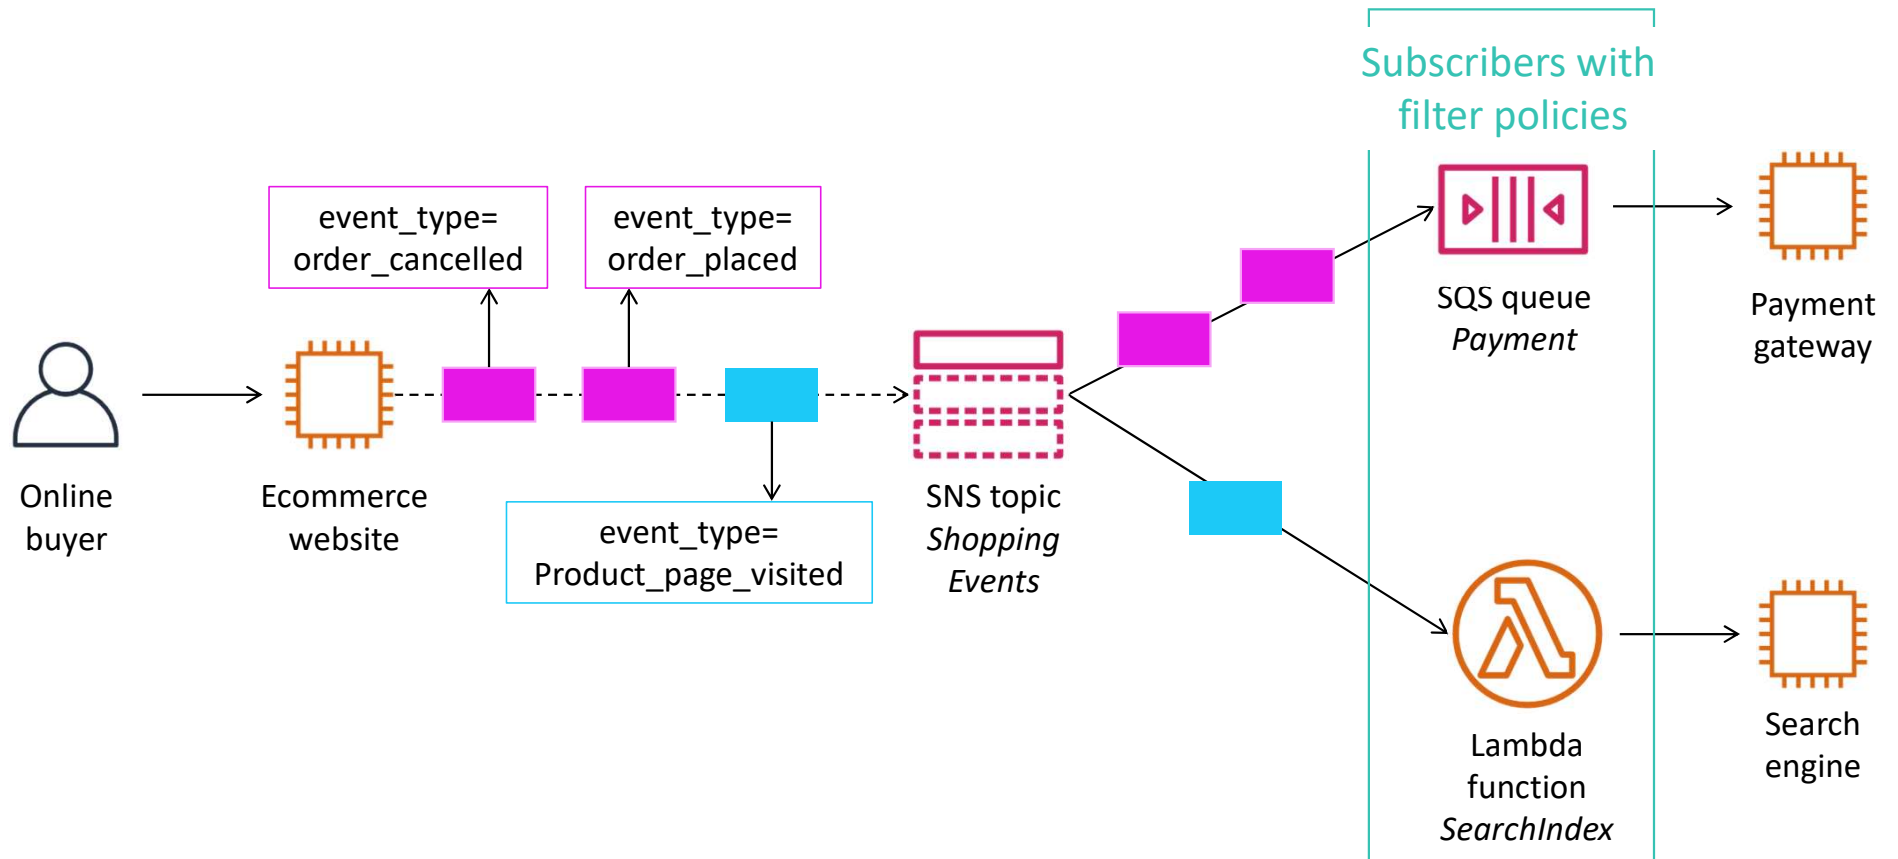 Subscribers with
filter policies
event_type=
order_cancelled
event_type=
order_placed
SQS queue
Payment
Payment
gateway
Online
buyer
Ecommerce
website
event_type=
Product_page_visited
SNS topic
Shopping
Events
Lambda
function
SearchIndex
Search
engine